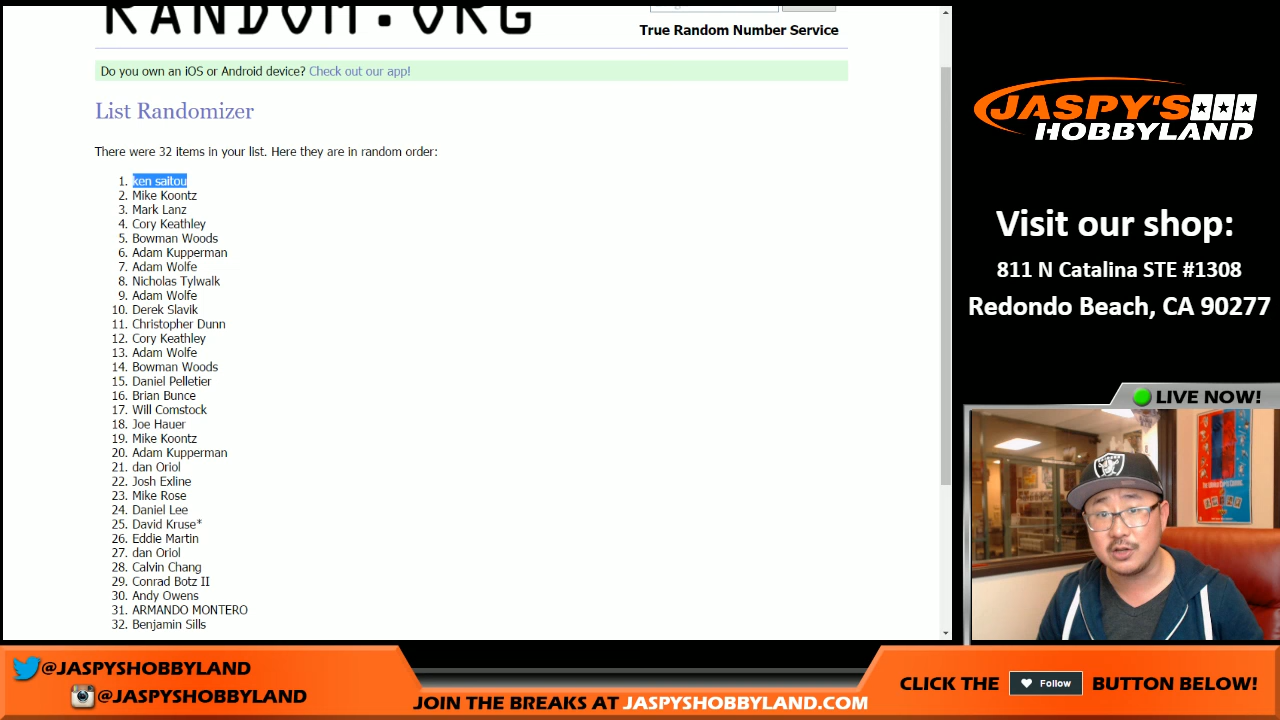 RANDOM.ORG
True Random Number Service
Do you own an iOS or Android device? Check out our app!
List Randomizer
There were 32 items in your list. Here they are in random order:
1. ken saitou
2. Mike Koontz
3. Mark Lanz
4. Cory Keathley
5. Bowman Woods
6. Adam Kupperman
7. Adam Wolfe
8. Nicholas Tylwalk
9. Adam Wolfe
10. Derek Slavik
11. Christopher Dunn
12. Cory Keathley
13. Adam Wolfe
14. Bowman Woods
15. Daniel Pelletier
16. Brian Bunce
17. Will Comstock
18. Joe Hauer
19. Mike Koontz
20. Adam Kupperman
21. dan Oriol
22. Josh Exline
23. Mike Rose
24. Daniel Lee
25. David Kruse*
26. Eddie Martin
27. dan Oriol
28. Calvin Chang
29. Conrad Botz II
30. Andy Owens
31. ARMANDO MONTERO
32. Benjamin Sills
JASPY'S
HOBBYLAND
Visit our shop:
811 N Catalina STE #1308
Redondo Beach, CA 90277
LIVE NOW!
@JASPYSHOBBYLAND
@JASPYSHOBBYLAND
JOIN THE BREAKS AT JASPYSHOBBYLAND.COM
CLICK THE Follow BUTTON BELOW!